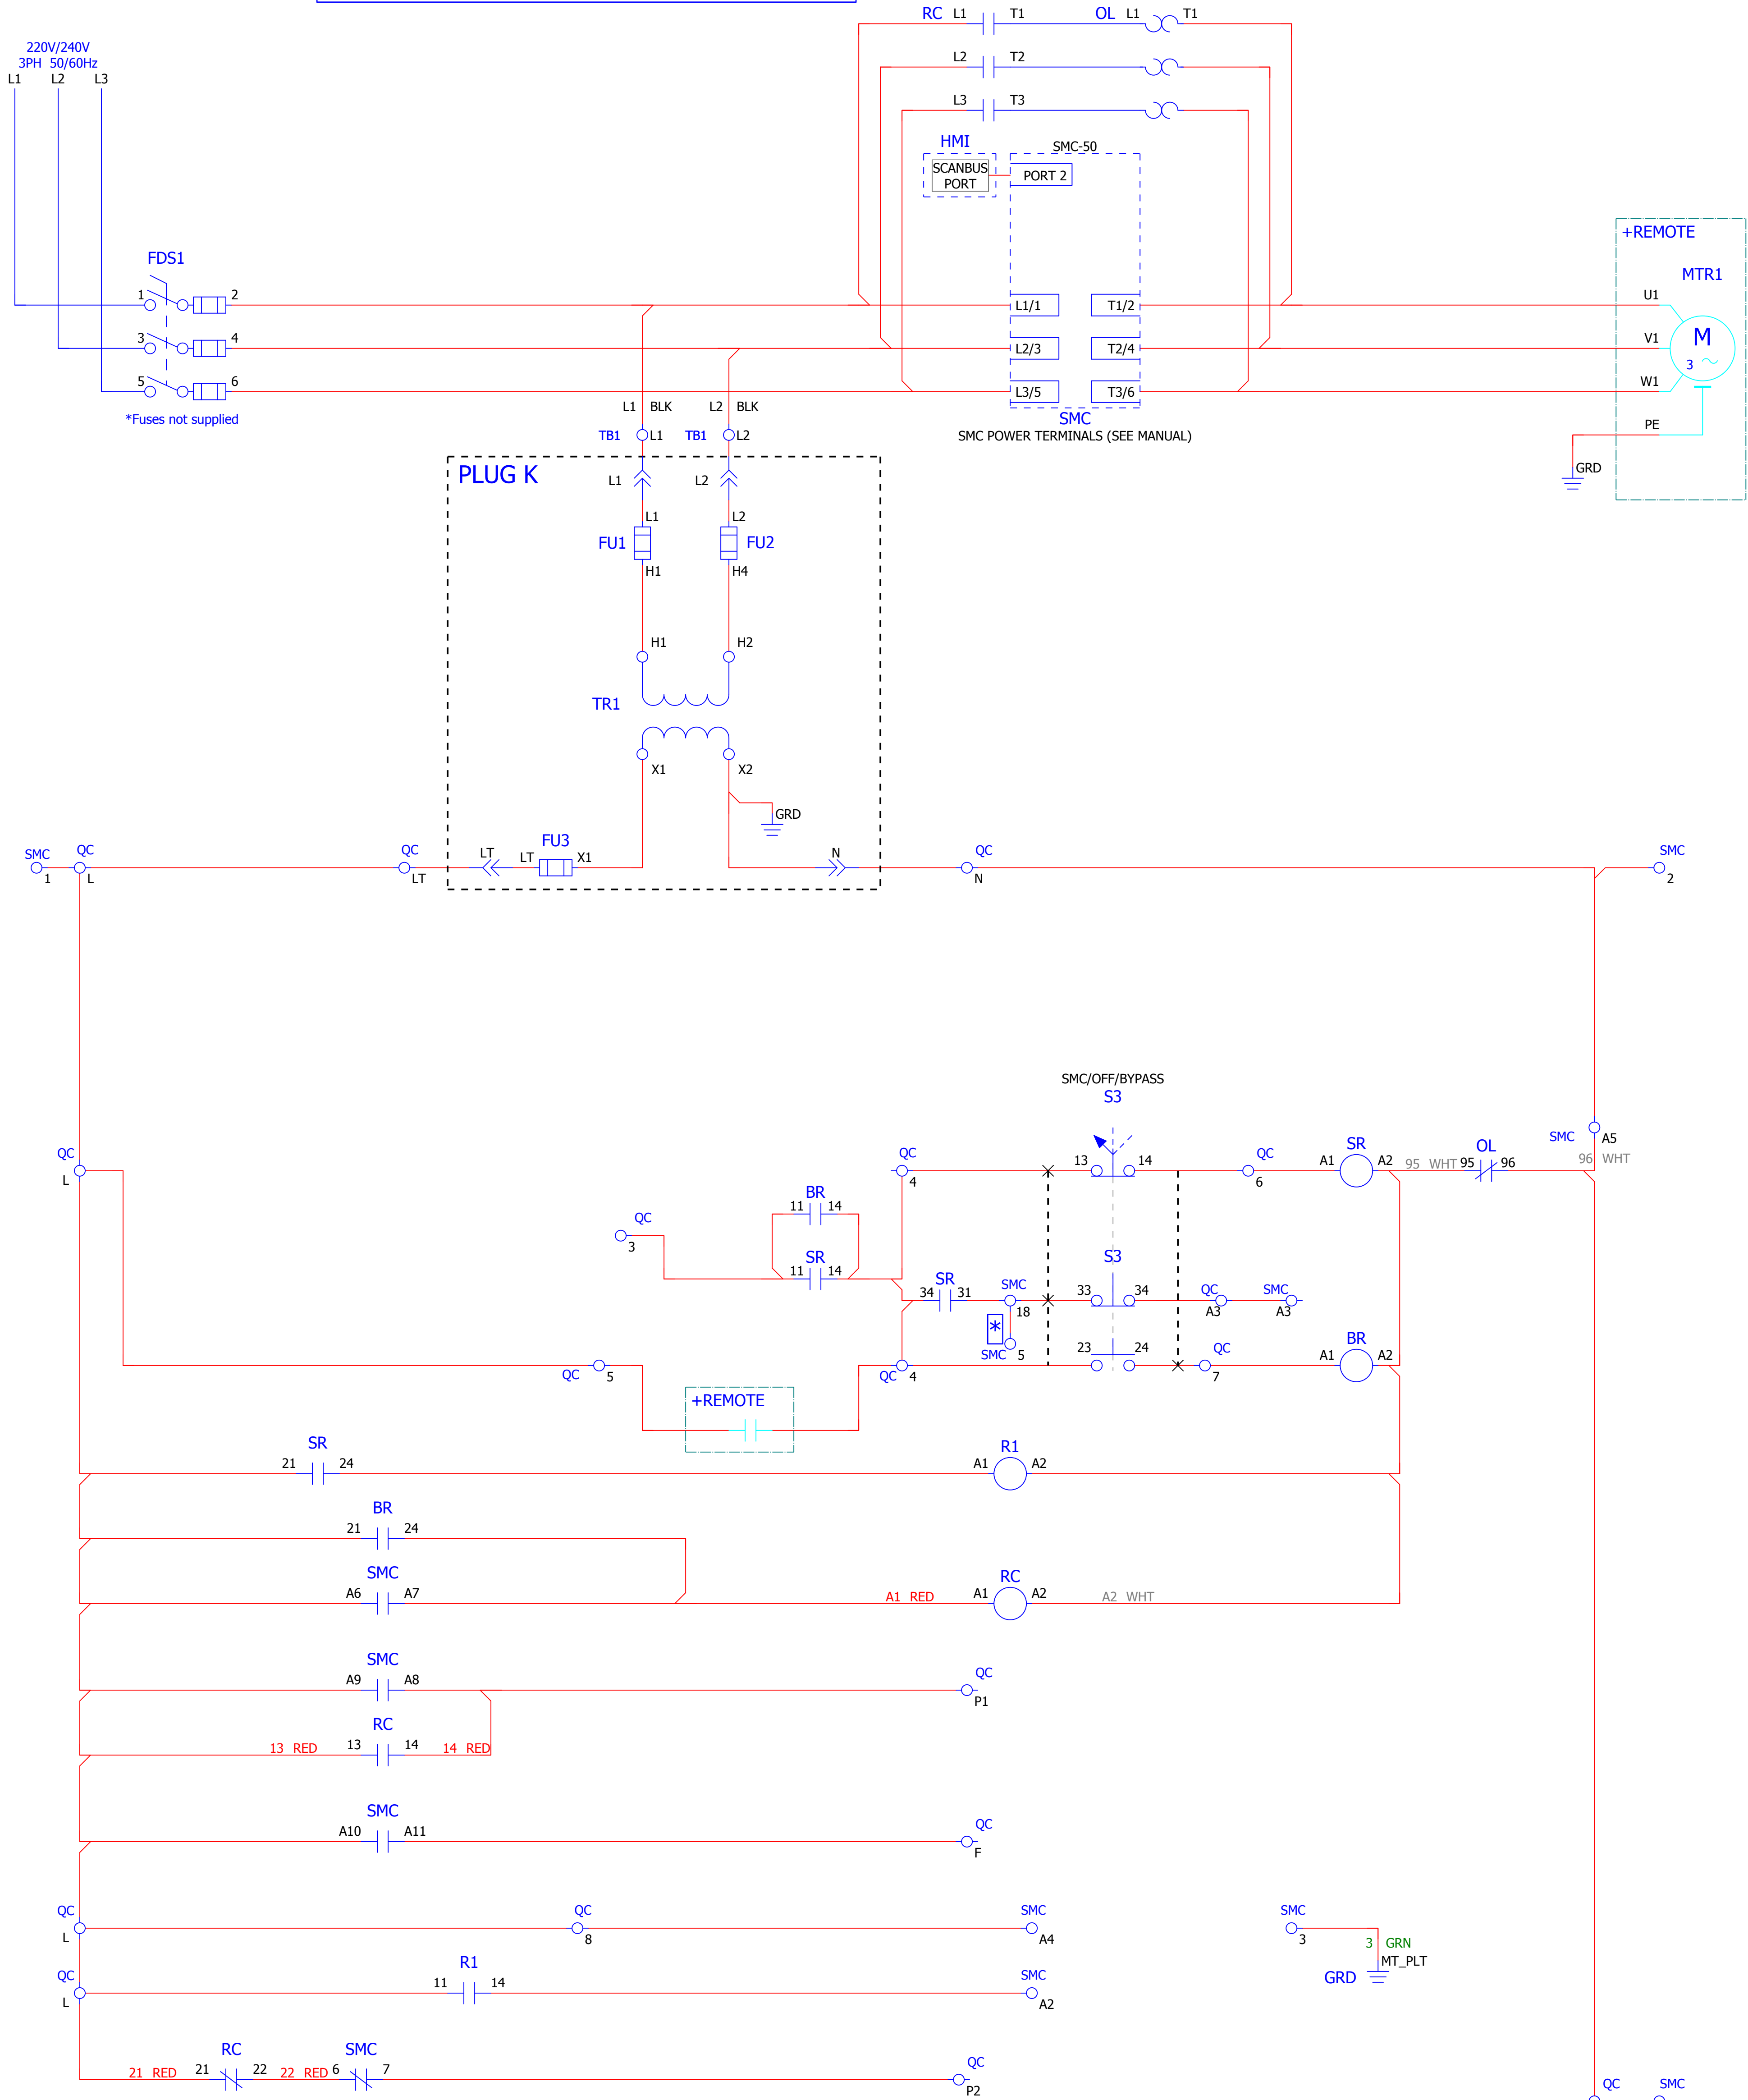 RC L1 T1 OL L1 T1
220V/240V
3PH 50/60Hz
L1 L2 L3
L2 T2
L3 T3
HMI
SMC-50
SCANBUS
PORT
PORT 2
+REMOTE
MTR1
FDS1
1 2
L1/1 T1/2
U1
3 4
L2/3 T2/4
V1
M
3
5 6
L3/5 T3/6
W1
*Fuses not supplied
L1 BLK L2 BLK
SMC
SMC POWER TERMINALS (SEE MANUAL)
PE
TB1 L1 TB1 L2
GRD
PLUG K
L1 L2
L1 L2
FU1 FU2
H1 H4
H1 H2
TR1
X1 X2
GRD
FU3
SMC QC QC LT LT X1 N QC SMC
1 L LT N 2
SMC/OFF/BYPASS
S3
SMC A5
QC QC 13 14 QC SR OL
A1 A2 95 WHT 95 96 96 WHT
L 4 6
BR
11 14
QC
3
SR
11 14
S3
SR
34 31 SMC 33 34 QC SMC
18 A3 A3
*
SMC 5
23 24 QC BR
A1 A2
QC 5 QC 4 7
+REMOTE
SR
21 24
R1
A1 A2
BR
21 24
SMC
A6 A7
RC
A1 RED A1 A2 A2 WHT
SMC
A9 A8
QC
P1
RC
13 RED 13 14 14 RED
SMC
A10 A11
QC
F
QC QC SMC SMC
L 8 A4 3
3 GRN
MT_PLT
GRD
QC R1 SMC
11 14
L A2
RC SMC
21 RED 21 22 22 RED 6 7
QC
P2
QC SMC